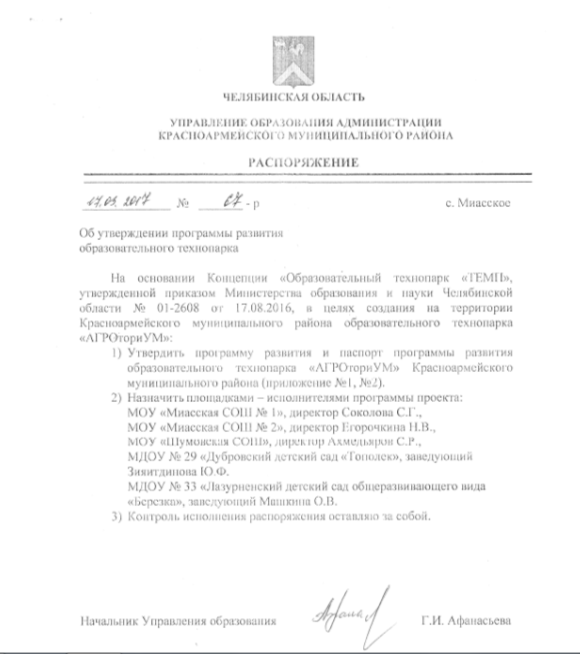 ЧЕЛЯБИНСКАЯ ОБЛАСТЬ
УПРАВЛЕНИЕ ОБРАЗОВАНИЯ АДМИНИСТРАЦИИ
КРАСНОАРМЕЙСКОГО МУНИЦИПАЛЬНОГО РАЙОНА
РАСПОРЯЖЕНИЕ
2017 № 67 - р с. Миасское
Об утверждении программы развития
образовательного технопарка
На основании Концепции «Образовательный технопарк «ТЕМП»,
утвержденной приказом Министерства образования и науки Челябинской
области № 01-2608 от 17.08.2016, в целях создания на территории
Красноармейского муниципального района образовательного технопарка
«АГРОториУМ»:
1) Утвердить программу развития и паспорт программы развития
образовательного технопарка «АГРОториУМ» Красноармейского
муниципального района (приложение №1, №2).
2) Назначить площадками – исполнителями программы проекта:
МОУ «Миасская СОШ № 1», директор Соколова С.Г.,
МОУ «Миасская СОШ № 2», директор Егорочкина Н.В.,
МОУ «Шумовская СОШ», директор Ахмедьяров С.Р.,
МДОУ № 29 «Дубровский детский сад «Тополек», заведующий
Зияитдинова Ю.Ф.
МДОУ № 33 «Лазурненский детский сад общеразвивающего вида
«Березка», заведующий Машкина О.В.
3) Контроль исполнения распоряжения оставляю за собой.
Начальник Управления образования Г.И. Афанасьева